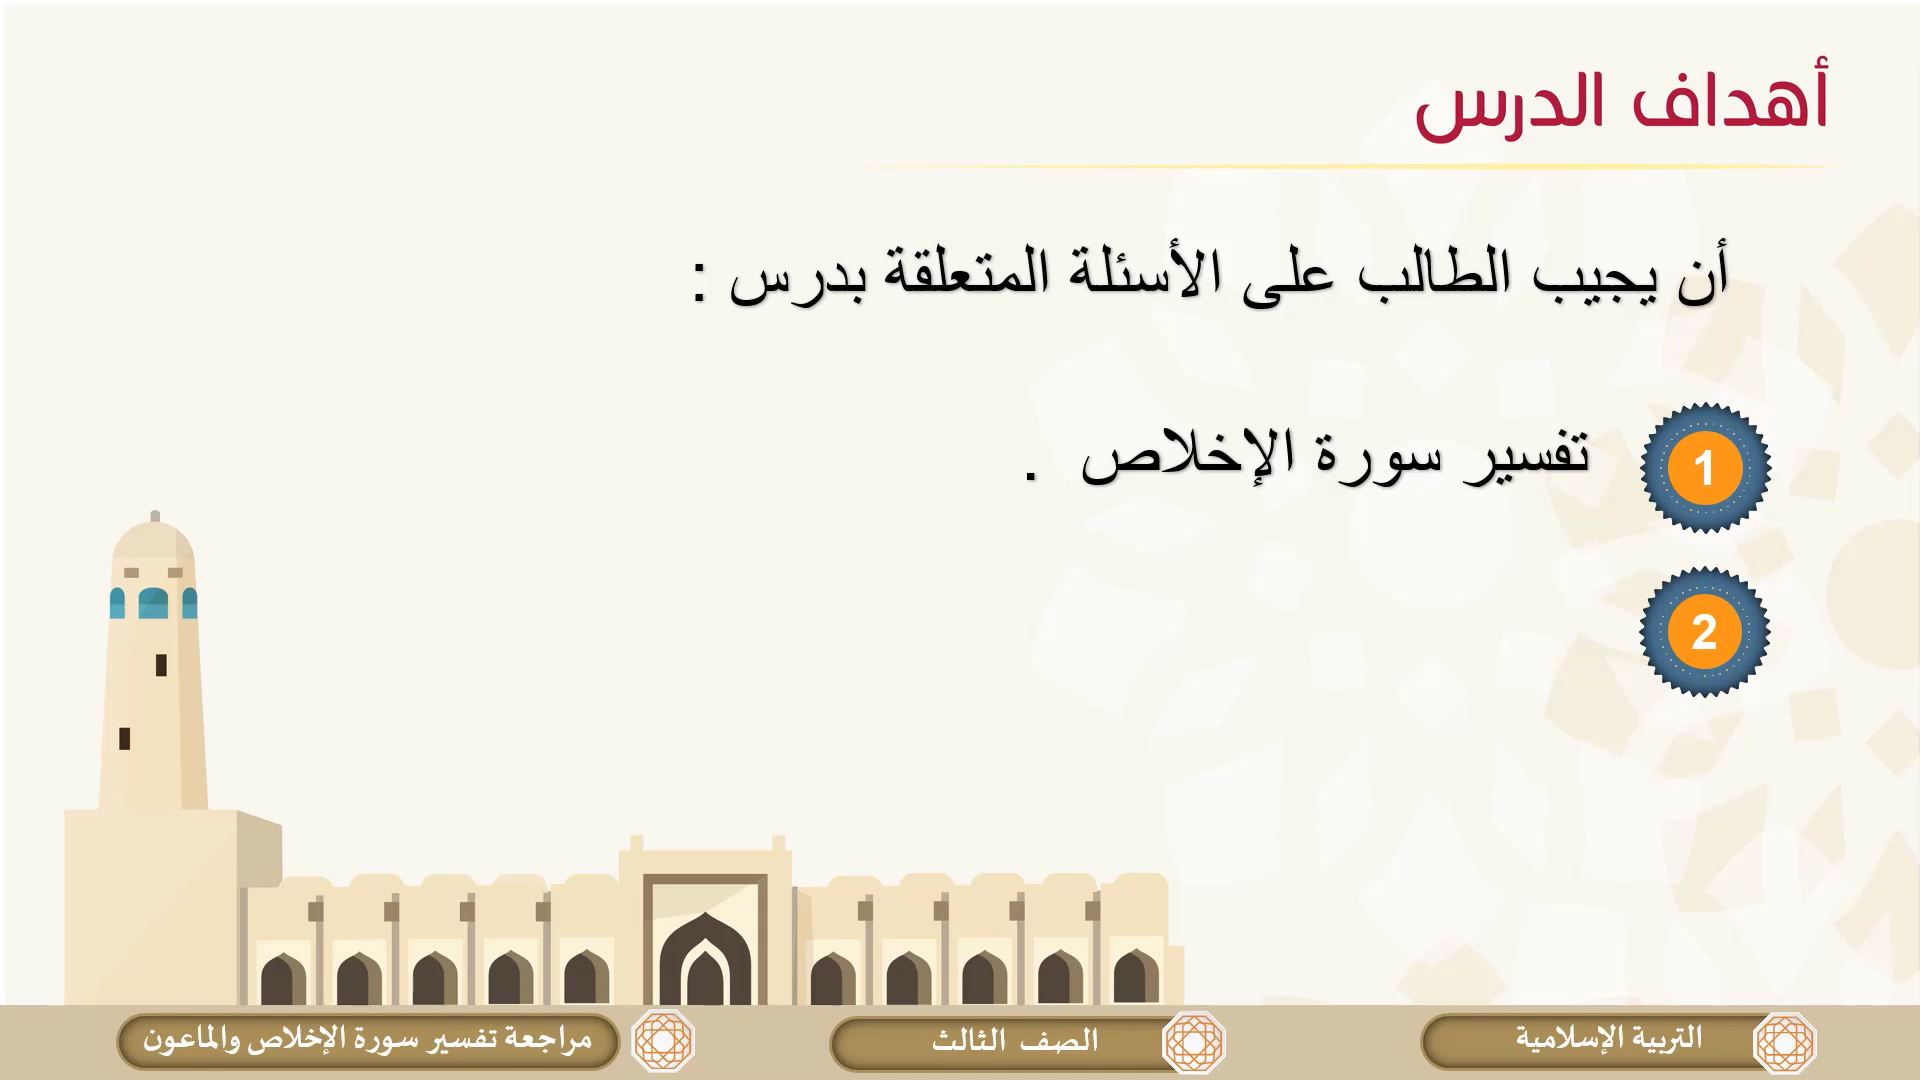 أهداف الدرس
أن يجيب الطالب على الأسئلة المتعلقة بدرس :
1 تفسير سورة الإخلاص .
2
التربية الإسلامية
الصف الثالث
مراجعة تفسير سورة الإخلاص والماعون